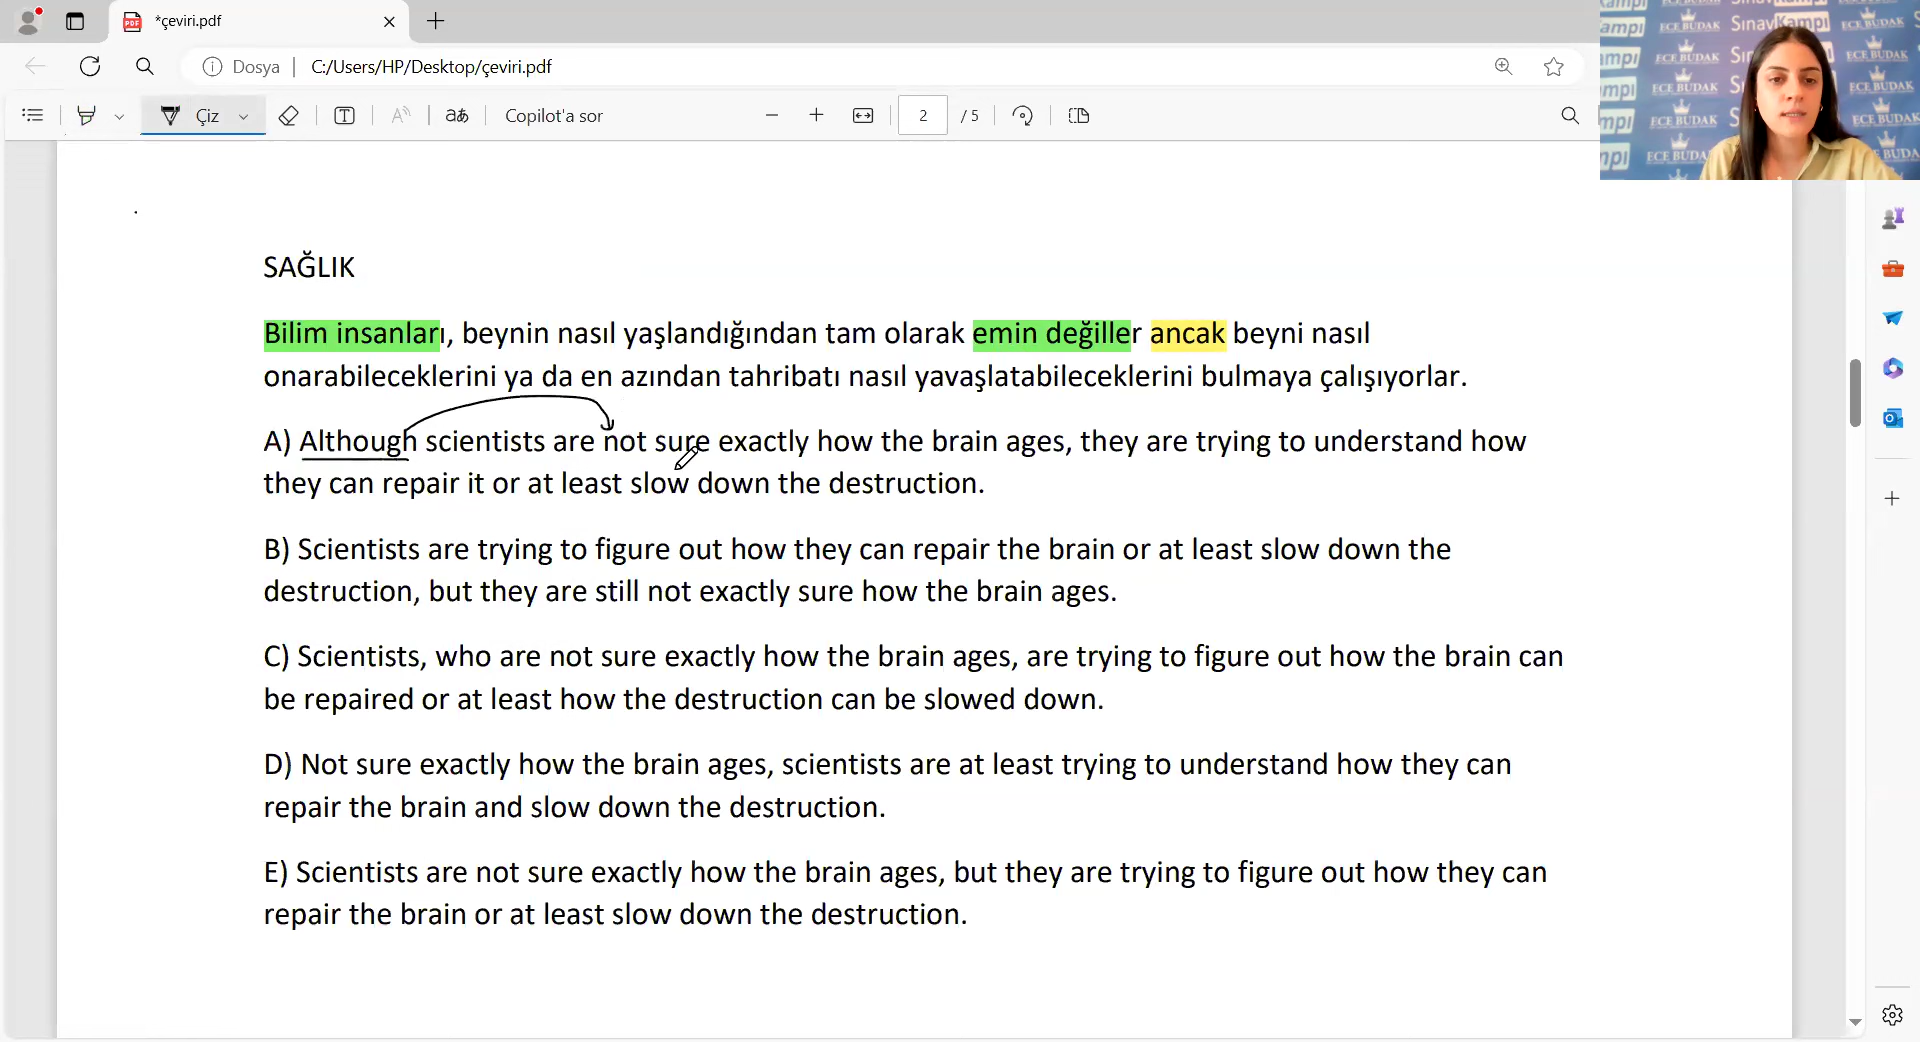 *çeviri.pdf
Dosya | C:/Users/HP/Desktop/çeviri.pdf
Çiz
aあ
Copilot'a sor
2 / 5
SınavKampı
ECE BUDAK
SAĞLIK
Bilim insanları, beynin nasıl yaşlandığından tam olarak emin değiller ancak beyni nasıl
onarabileceklerini ya da en azından tahribatı nasıl yavaşlatabileceklerini bulmaya çalışıyorlar.
A) Although scientists are not sure exactly how the brain ages, they are trying to understand how
they can repair it or at least slow down the destruction.
B) Scientists are trying to figure out how they can repair the brain or at least slow down the
destruction, but they are still not exactly sure how the brain ages.
C) Scientists, who are not sure exactly how the brain ages, are trying to figure out how the brain can
be repaired or at least how the destruction can be slowed down.
D) Not sure exactly how the brain ages, scientists are at least trying to understand how they can
repair the brain and slow down the destruction.
E) Scientists are not sure exactly how the brain ages, but they are trying to figure out how they can
repair the brain or at least slow down the destruction.